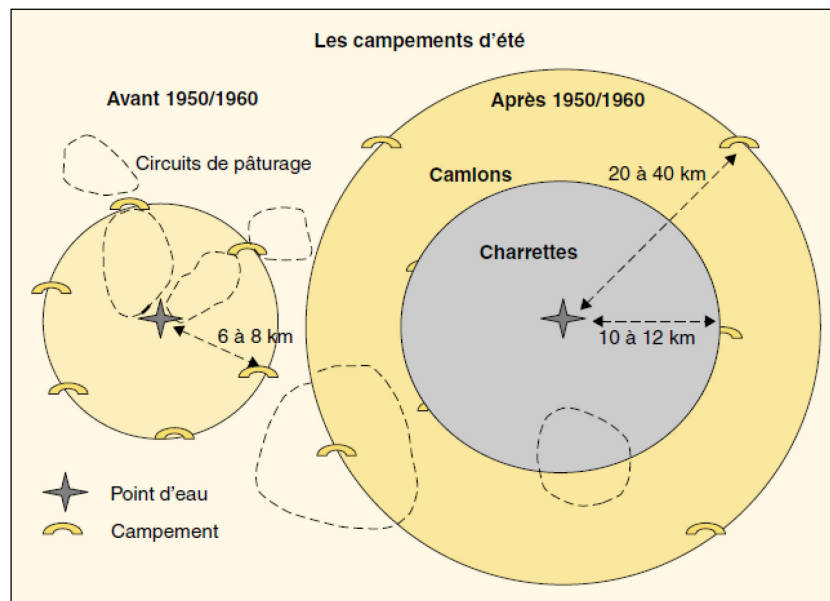 Les campements d'été
Avant 1950/1960
Après 1950/1960
Circuits de pâturage
Camlons
20 à 40 km
Charrettes
6 à 8 km
10 à 12 km
Point d'eau
Campement